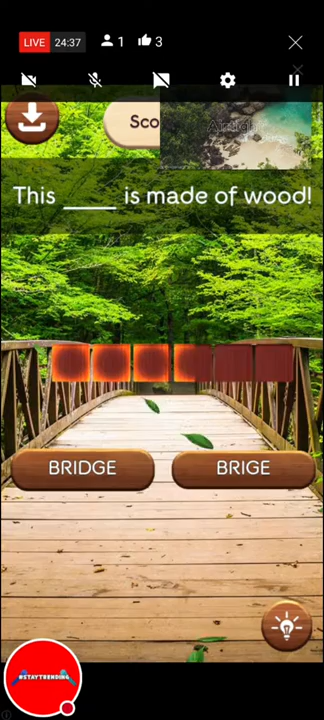 LIVE 24:37 1 3
Sco
This ____ is made of wood!
BRIDGE BRIGE
#STAYTRENDING